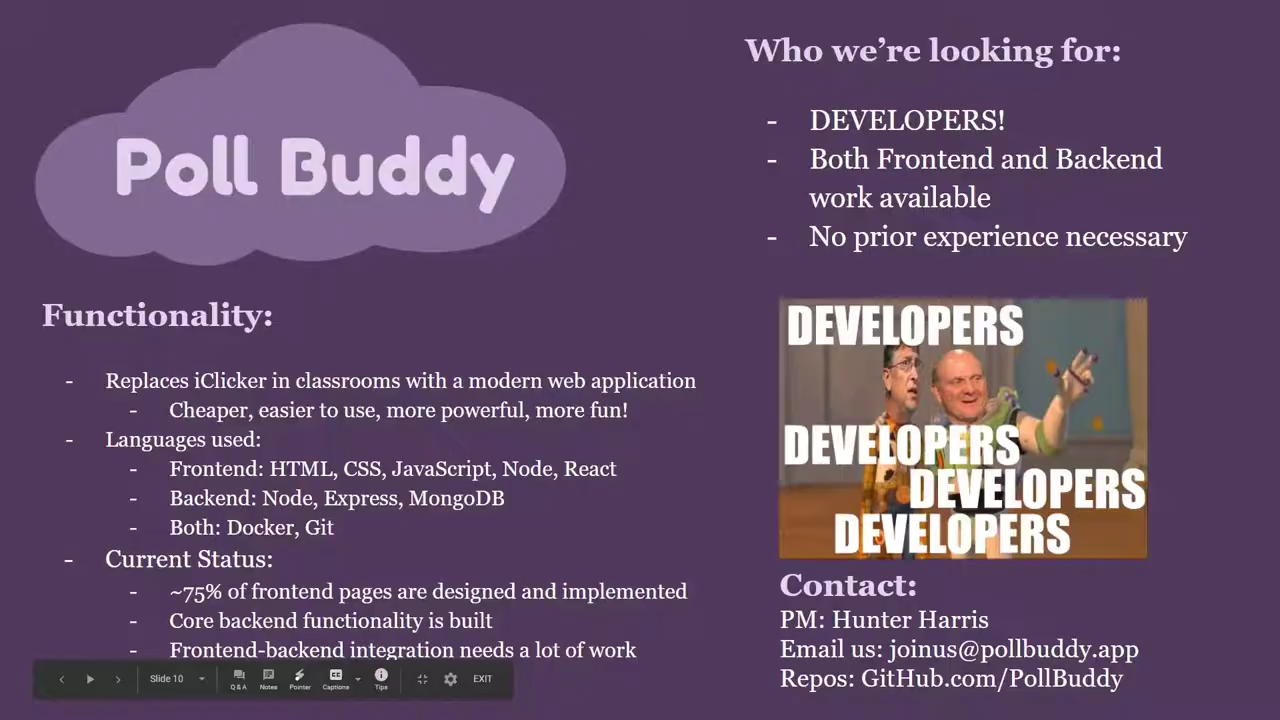 Poll Buddy
Functionality:
- Replaces iClicker in classrooms with a modern web application
- Cheaper, easier to use, more powerful, more fun!
- Languages used:
- Frontend: HTML, CSS, JavaScript, Node, React
- Backend: Node, Express, MongoDB
- Both: Docker, Git
- Current Status:
- ~75% of frontend pages are designed and implemented
- Core backend functionality is built
- Frontend-backend integration needs a lot of work
Who we're looking for:
- DEVELOPERS!
- Both Frontend and Backend
work available
- No prior experience necessary
DEVELOPERS
DEVELOPERS
DEVELOPERS
DEVELOPERS
Contact:
PM: Hunter Harris
Email us: joinus@pollbuddy.app
Repos: GitHub.com/PollBuddy
Slide 10
Q & A
Notes
Pointer
CC
Captions
Tips
EXIT